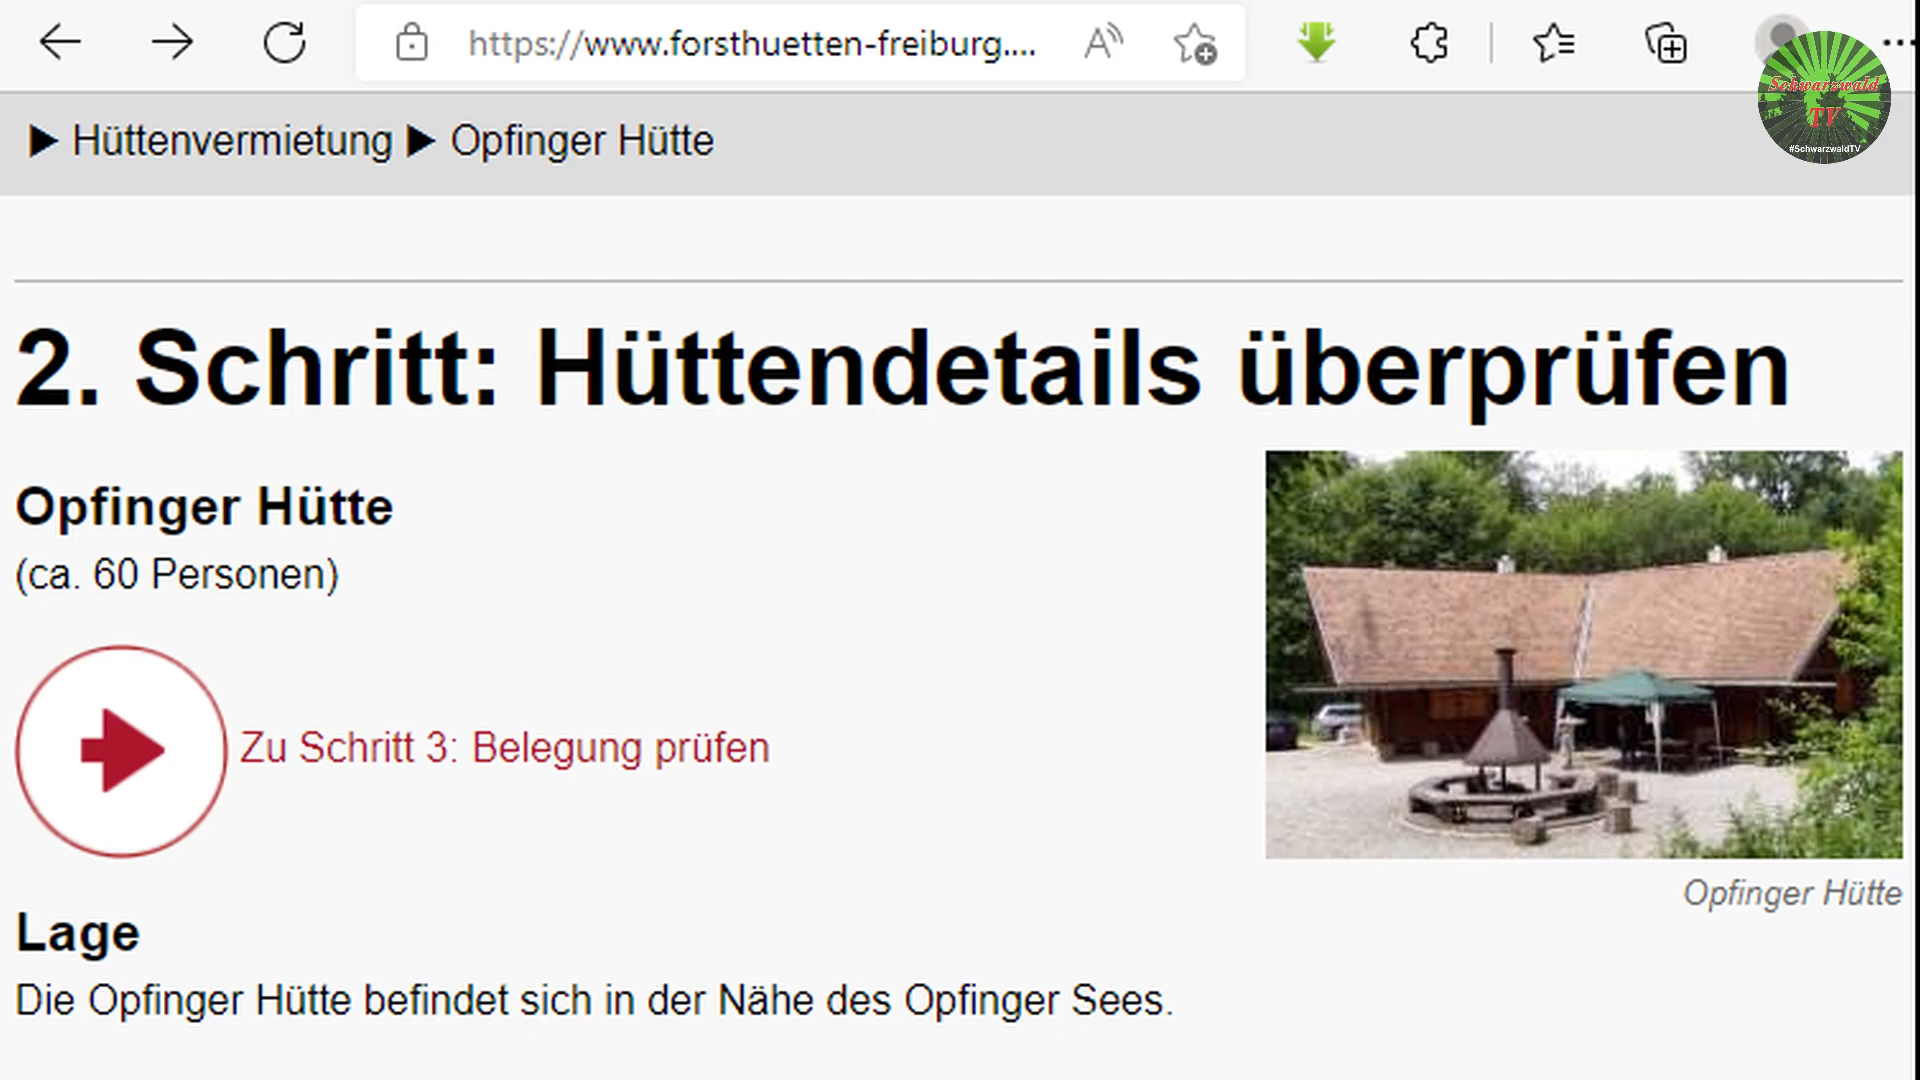 https://www.forsthuetten-freiburg....
Schwarzwald
TV
#SchwarzwaldTV
▶ Hüttenvermietung ▶ Opfinger Hütte
2. Schritt: Hüttendetails überprüfen
Opfinger Hütte
(ca. 60 Personen)
Zu Schritt 3: Belegung prüfen
Opfinger Hütte
Lage
Die Opfinger Hütte befindet sich in der Nähe des Opfinger Sees.